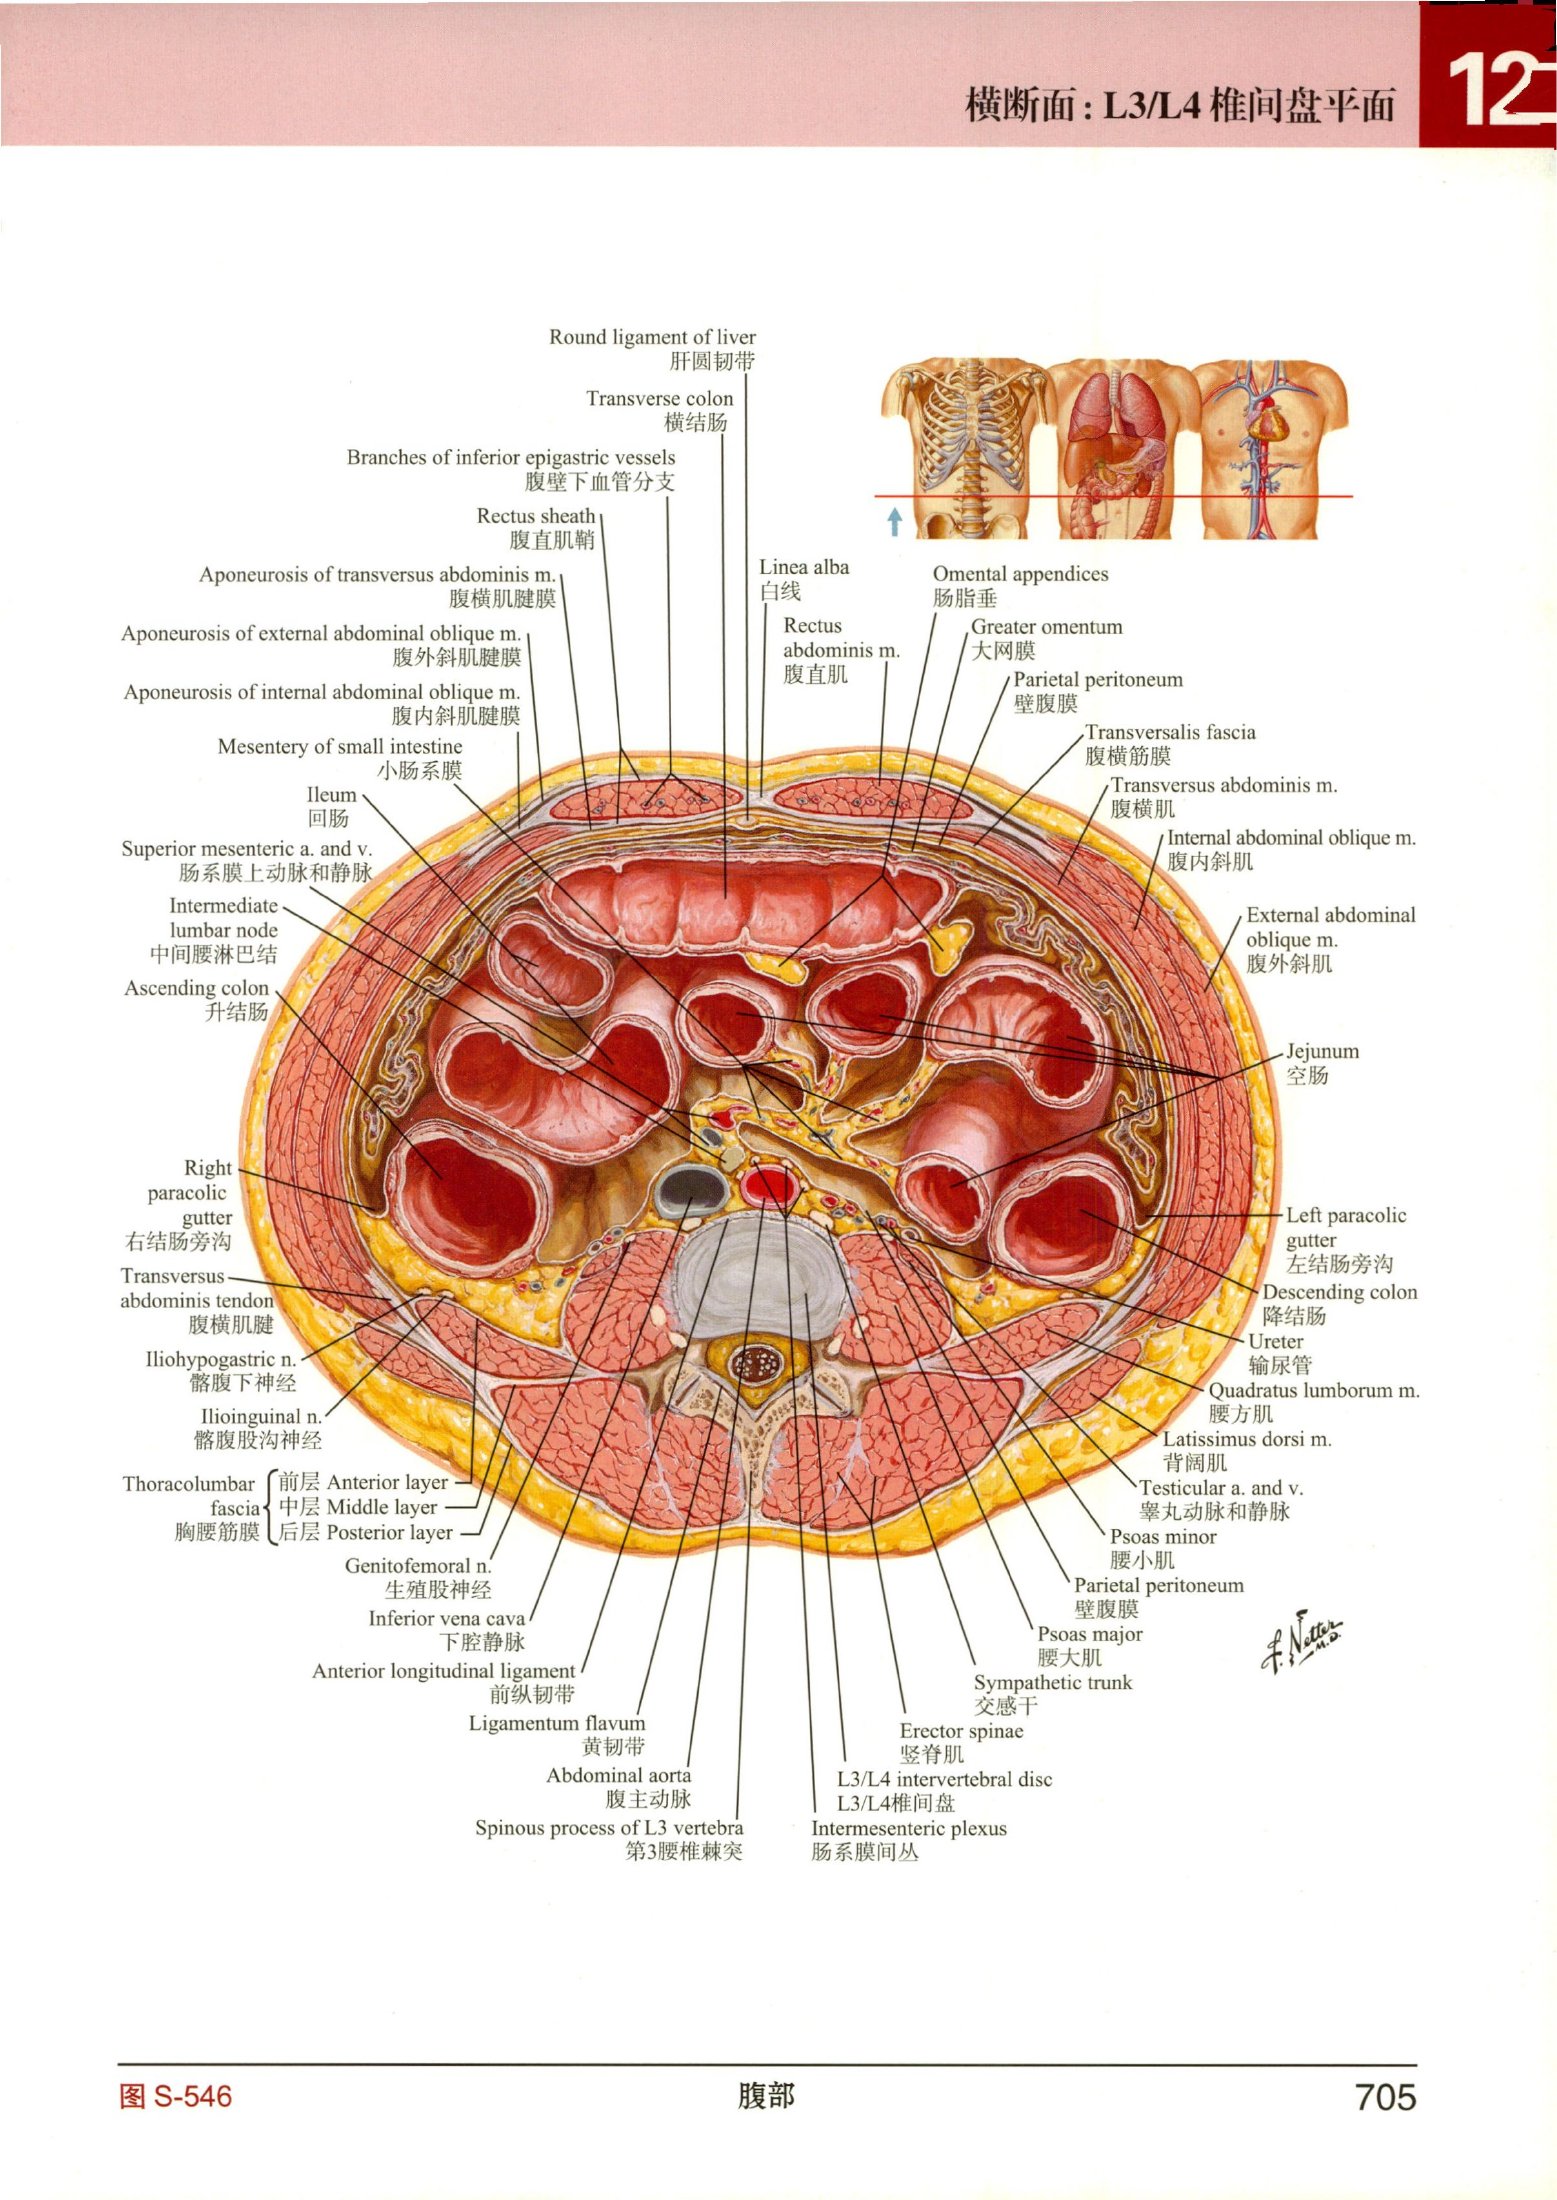 横断面：L3/L4 椎间盘平面
12
Round ligament of liver
肝圆韧带
Transverse colon
横结肠
Branches of inferior epigastric vessels
腹壁下血管分支
Rectus sheath
腹直肌鞘
Aponeurosis of transversus abdominis m.
腹横肌腱膜
Aponeurosis of external abdominal oblique m.
腹外斜肌腱膜
Aponeurosis of internal abdominal oblique m.
腹内斜肌腱膜
Mesentery of small intestine
小肠系膜
Ileum
回肠
Superior mesenteric a. and v.
肠系膜上动脉和静脉
Intermediate
lumbar node
中间腰淋巴结
Ascending colon
升结肠
Right
paracolic
gutter
右结肠旁沟
Transversus
abdominis tendon
腹横肌腱
Iliohypogastric n.
髂腹下神经
Ilioinguinal n.
髂腹股沟神经
Thoracolumbar
fascia
胸腰筋膜
前层 Anterior layer
中层 Middle layer
后层 Posterior layer
Genitofemoral n.
生殖股神经
Inferior vena cava
下腔静脉
Anterior longitudinal ligament
前纵韧带
Ligamentum flavum
黄韧带
Abdominal aorta
腹主动脉
Spinous process of L3 vertebra
第3腰椎棘突
Linea alba
白线
Rectus
abdominis m.
腹直肌
Omental appendices
肠脂垂
Greater omentum
大网膜
Parietal peritoneum
壁腹膜
Transversalis fascia
腹横筋膜
Transversus abdominis m.
腹横肌
Internal abdominal oblique m.
腹内斜肌
External abdominal
oblique m.
腹外斜肌
Jejunum
空肠
Left paracolic
gutter
左结肠旁沟
Descending colon
降结肠
Ureter
输尿管
Quadratus lumborum m.
腰方肌
Latissimus dorsi m.
背阔肌
Testicular a. and v.
睾丸动脉和静脉
Psoas minor
腰小肌
Parietal peritoneum
壁腹膜
Psoas major
腰大肌
Sympathetic trunk
交感干
Erector spinae
竖脊肌
L3/L4 intervertebral disc
L3/L4椎间盘
Intermesenteric plexus
肠系膜间丛
F. Netter
M.D.
图 S-546
腹部
705